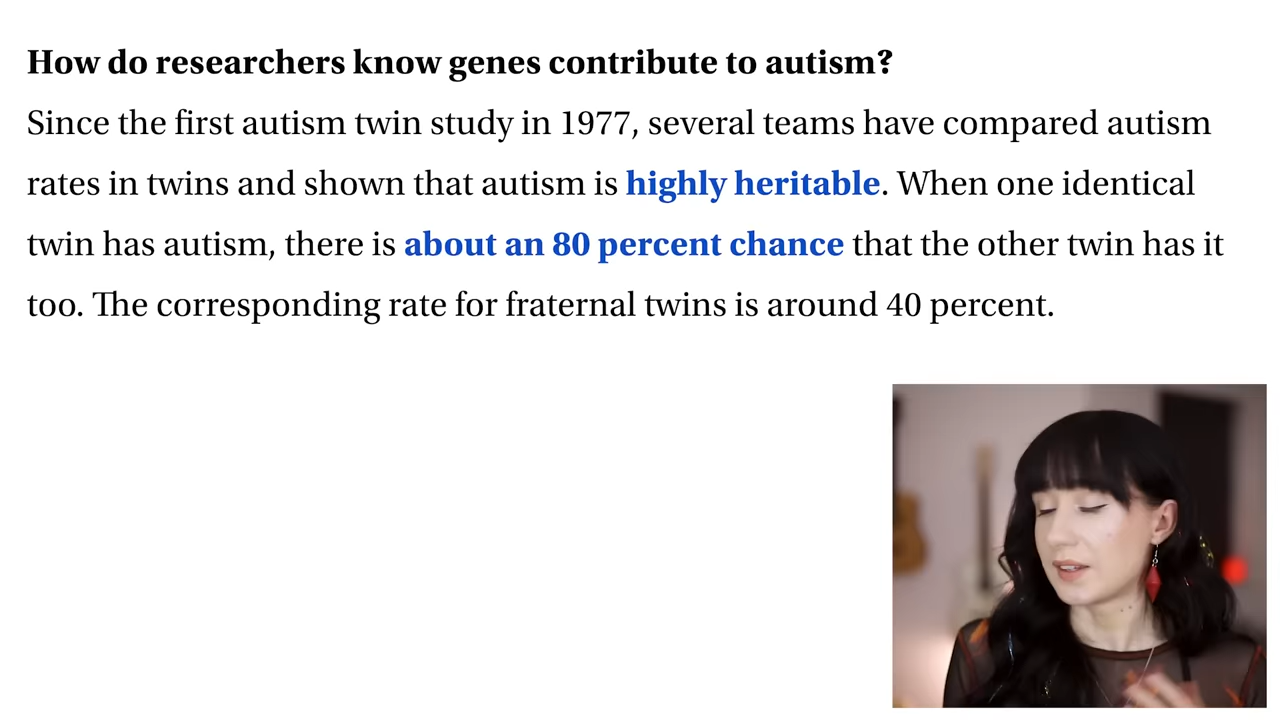 How do researchers know genes contribute to autism?
Since the first autism twin study in 1977, several teams have compared autism
rates in twins and shown that autism is highly heritable. When one identical
twin has autism, there is about an 80 percent chance that the other twin has it
too. The corresponding rate for fraternal twins is around 40 percent.